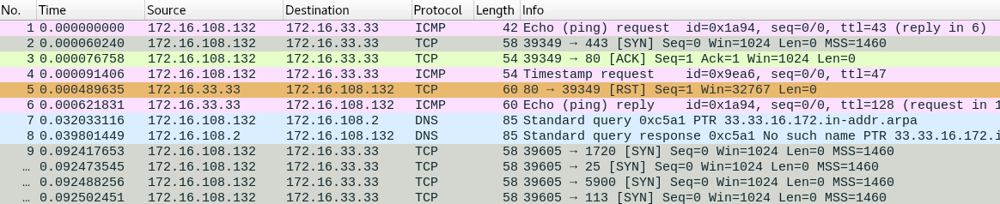 No. Time Source Destination Protocol Length Info
1 0.000000000 172.16.108.132 172.16.33.33 ICMP 42 Echo (ping) request id=0x1a94, seq=0/0, ttl=43 (reply in 6)
2 0.000060240 172.16.108.132 172.16.33.33 TCP 58 39349 → 443 [SYN] Seq=0 Win=1024 Len=0 MSS=1460
3 0.000076758 172.16.108.132 172.16.33.33 TCP 54 39349 → 80 [ACK] Seq=1 Ack=1 Win=1024 Len=0
4 0.000091406 172.16.108.132 172.16.33.33 ICMP 54 Timestamp request id=0x9ea6, seq=0/0, ttl=47
5 0.000489635 172.16.33.33 172.16.108.132 TCP 60 80 → 39349 [RST] Seq=1 Win=32767 Len=0
6 0.000621831 172.16.33.33 172.16.108.132 ICMP 60 Echo (ping) reply id=0x1a94, seq=0/0, ttl=128 (request in 1
7 0.032033116 172.16.108.132 172.16.108.2 DNS 85 Standard query 0xc5a1 PTR 33.33.16.172.in-addr.arpa
8 0.039801449 172.16.108.2 172.16.108.132 DNS 85 Standard query response 0xc5a1 No such name PTR 33.33.16.172.i
9 0.092417653 172.16.108.132 172.16.33.33 TCP 58 39605 → 1720 [SYN] Seq=0 Win=1024 Len=0 MSS=1460
… 0.092473545 172.16.108.132 172.16.33.33 TCP 58 39605 → 25 [SYN] Seq=0 Win=1024 Len=0 MSS=1460
… 0.092488256 172.16.108.132 172.16.33.33 TCP 58 39605 → 5900 [SYN] Seq=0 Win=1024 Len=0 MSS=1460
… 0.092502451 172.16.108.132 172.16.33.33 TCP 58 39605 → 113 [SYN] Seq=0 Win=1024 Len=0 MSS=1460